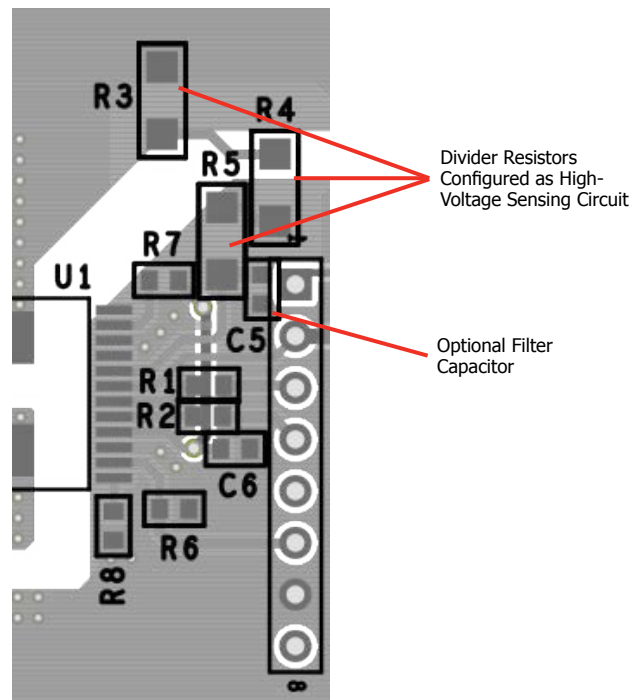 R3
R4
R5
Divider Resistors
Configured as High-
Voltage Sensing Circuit
1
R7
U1
C5
Optional Filter
Capacitor
R1
R2
C6
R6
R8
8